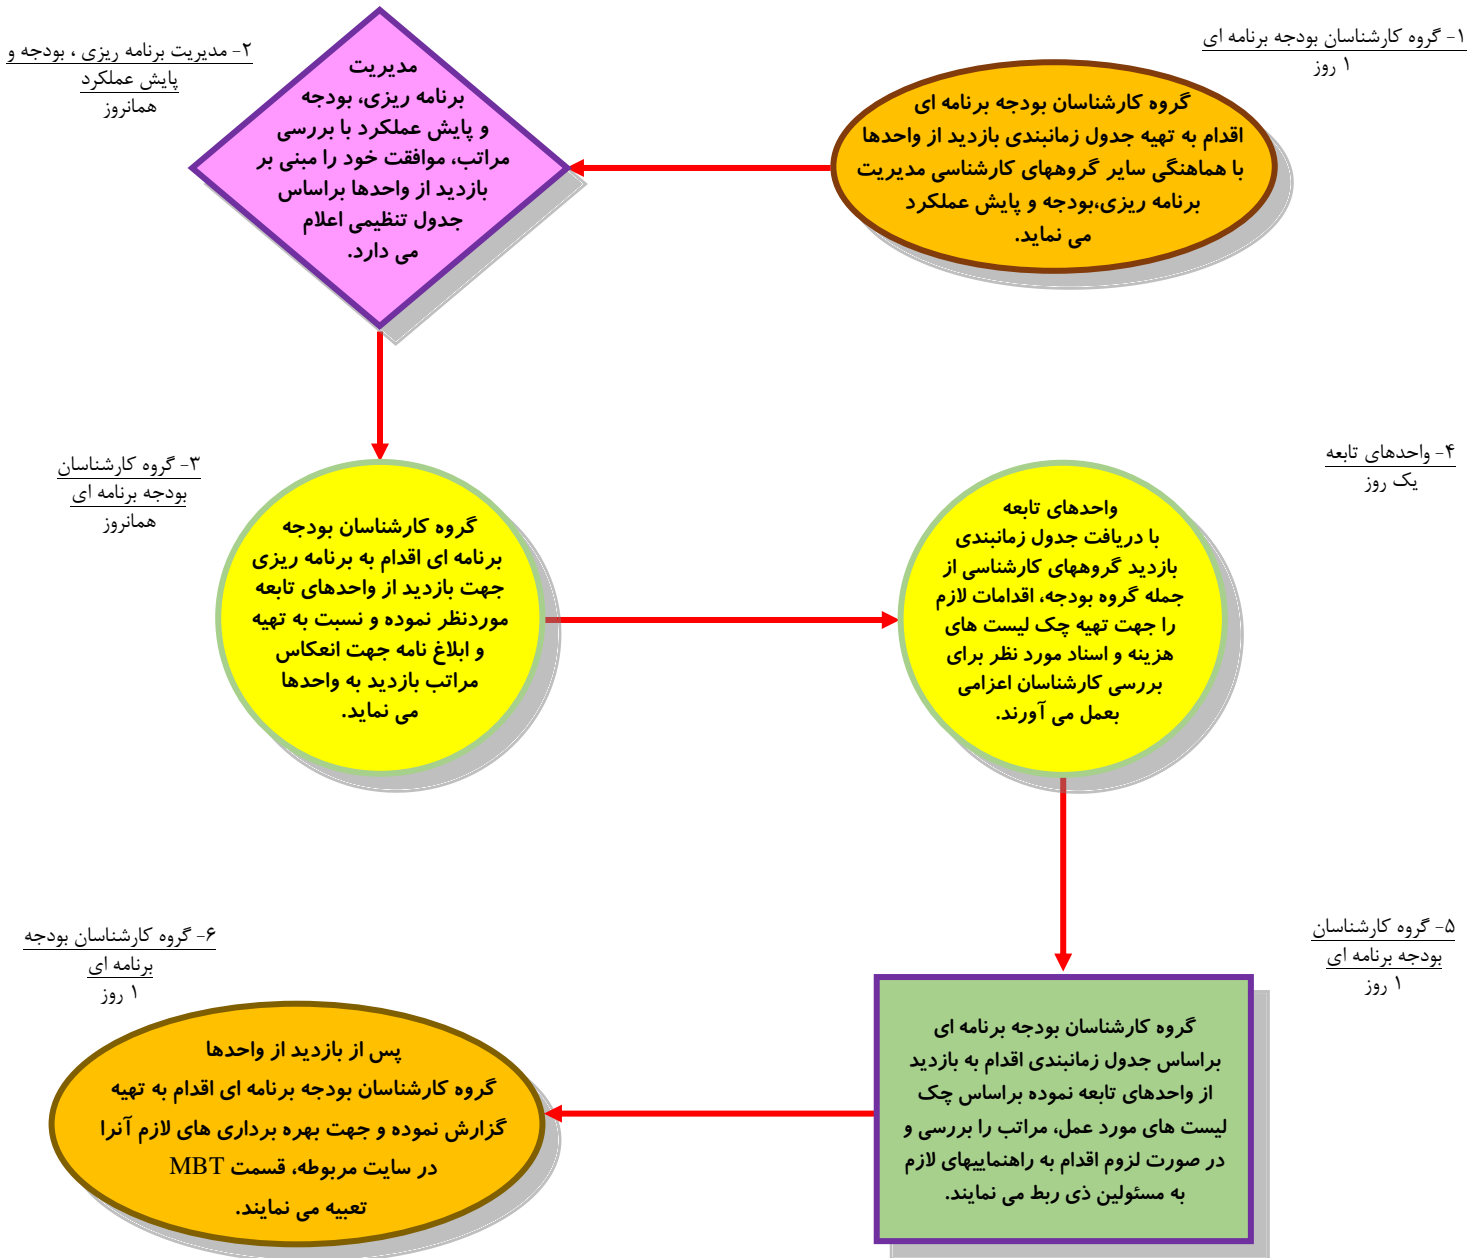 ۱- گروه کارشناسان بودجه برنامه ای
۱ روز
گروه کارشناسان بودجه برنامه ای
اقدام به تهیه جدول زمانبندی بازدید از واحدها
با هماهنگی سایر گروههای کارشناسی مدیریت
برنامه ریزی،بودجه و پایش عملکرد
می نماید.
۲- مدیریت برنامه ریزی ، بودجه و
پایش عملکرد
همانروز
مدیریت
برنامه ریزی، بودجه
و پایش عملکرد با بررسی
مراتب، موافقت خود را مبنی بر
بازدید از واحدها براساس
جدول تنظیمی اعلام
می دارد.
۳- گروه کارشناسان
بودجه برنامه ای
همانروز
گروه کارشناسان بودجه
برنامه ای اقدام به برنامه ریزی
جهت بازدید از واحدهای تابعه
موردنظر نموده و نسبت به تهیه
و ابلاغ نامه جهت انعکاس
مراتب بازدید به واحدها
می نماید.
۴- واحدهای تابعه
یک روز
واحدهای تابعه
با دریافت جدول زمانبندی
بازدید گروههای کارشناسی از
جمله گروه بودجه، اقدامات لازم
را جهت تهیه چک لیست های
هزینه و اسناد مورد نظر برای
بررسی کارشناسان اعزامی
بعمل می آورند.
۵- گروه کارشناسان
بودجه برنامه ای
۱ روز
گروه کارشناسان بودجه برنامه ای
براساس جدول زمانبندی اقدام به بازدید
از واحدهای تابعه نموده براساس چک
لیست های مورد عمل، مراتب را بررسی و
در صورت لزوم اقدام به راهنماییهای لازم
به مسئولین ذی ربط می نمایند.
۶- گروه کارشناسان بودجه
برنامه ای
۱ روز
پس از بازدید از واحدها
گروه کارشناسان بودجه برنامه ای اقدام به تهیه
گزارش نموده و جهت بهره برداری های لازم آنرا
در سایت مربوطه، قسمت MBT
تعبیه می نمایند.